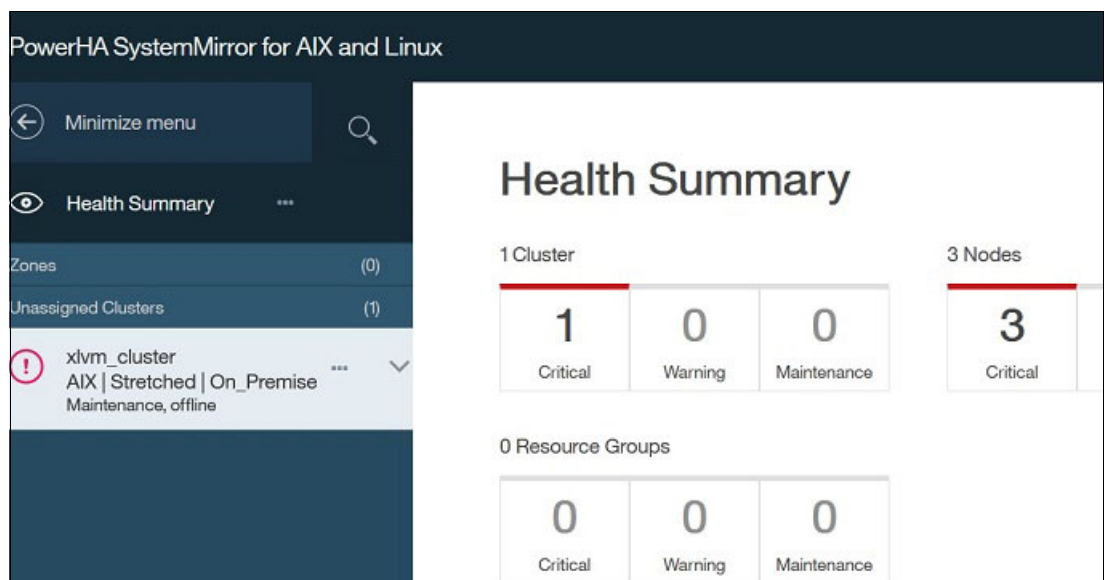 PowerHA SystemMirror for AIX and Linux
Minimize menu
Health Summary ...
Zones (0)
Unassigned Clusters (1)
xlvm_cluster ...
AIX | Stretched | On_Premise
Maintenance, offline
Health Summary
1 Cluster
1 0 0
Critical Warning Maintenance
3 Nodes
3
Critical
0 Resource Groups
0 0 0
Critical Warning Maintenance